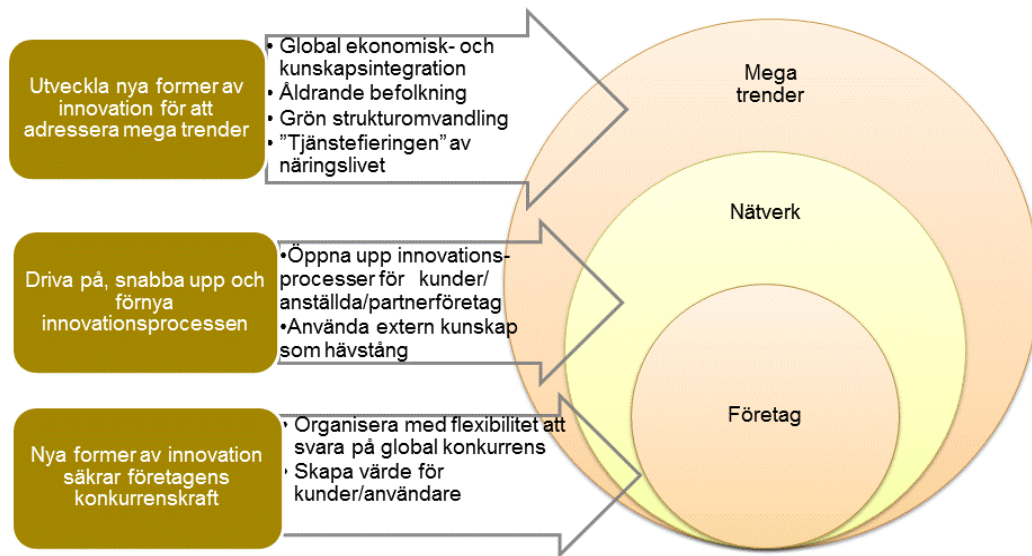 Utveckla nya former av
innovation för att
adressera mega trender
• Global ekonomisk- och
kunskapsintegration
• Åldrande befolkning
• Grön strukturomvandling
• ”Tjänstefieringen” av
näringslivet
Mega
trender
Driva på, snabba upp och
förnya
innovationsprocessen
•Öppna upp innovations-
processer för kunder/
anställda/partnerföretag
•Använda extern kunskap
som hävstång
Nätverk
Nya former av innovation
säkrar företagens
konkurrenskraft
• Organisera med flexibilitet att
svara på global konkurrens
• Skapa värde för
kunder/användare
Företag